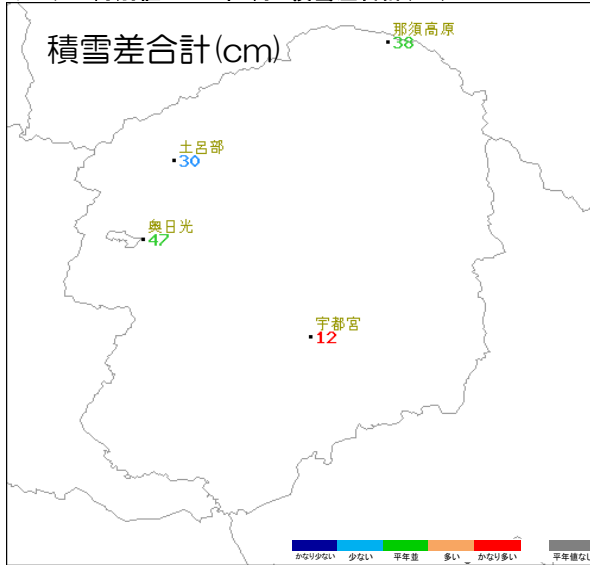 積雪差合計(cm)
那須高原
38
土呂部
30
奥日光
47
宇都宮
12
かなり少ない 少ない 平年並 多い かなり多い 平年値なし